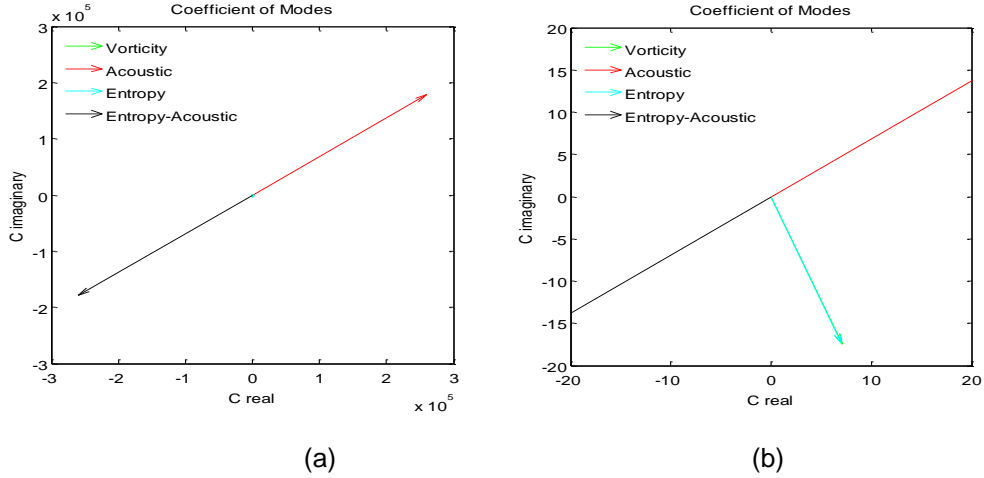 Coefficient of Modes
x 10^5
3
2
1
0
-1
-2
-3
-3
-2
-1
0
1
2
3
x 10^5
C real
C imaginary
Vorticity
Acoustic
Entropy
Entropy-Acoustic
(a)
Coefficient of Modes
20
15
10
5
0
-5
-10
-15
-20
-20
-10
0
10
20
C real
C imaginary
Vorticity
Acoustic
Entropy
Entropy-Acoustic
(b)